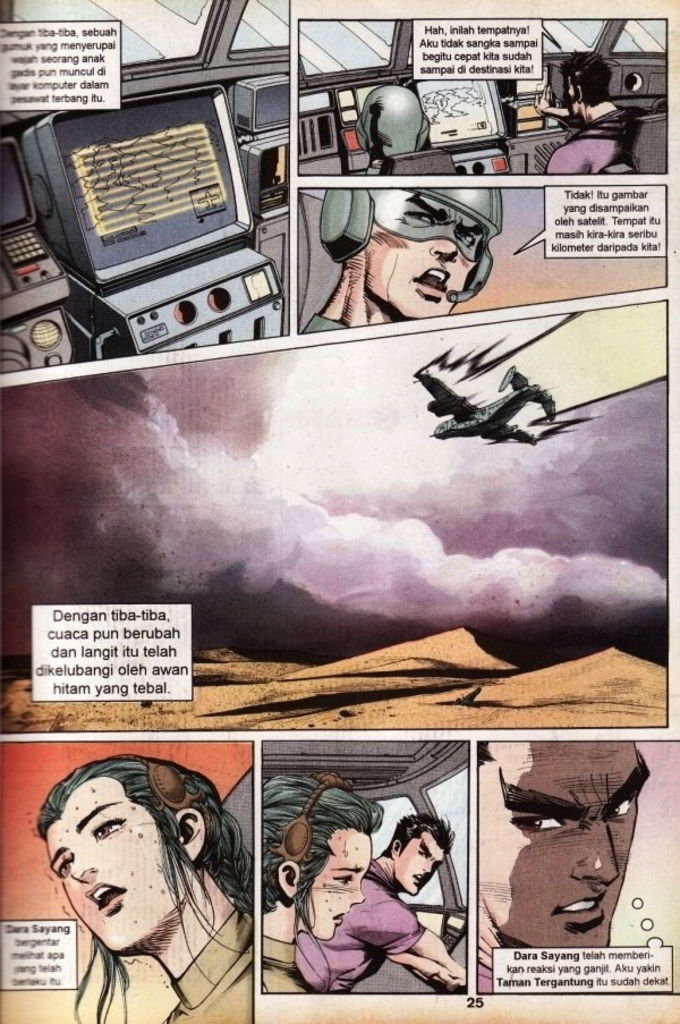 Dengan tiba-tiba, sebuah
gumuk yang menyerupai
wajah seorang anak
gadis pun muncul di
layar komputer dalam
pesawat terbang itu.
Hah, inilah tempatnya!
Aku tidak sangka sampai
begitu cepat kita sudah
sampai di destinasi kita!
Tidak! Itu gambar
yang disampaikan
oleh satelit. Tempat itu
masih kira-kira seribu
kilometer daripada kita!
Dengan tiba-tiba,
cuaca pun berubah
dan langit itu telah
dikelubangi oleh awan
hitam yang tebal.
Dara Sayang
bergentar
melihat apa
yang telah
berlaku itu.
Dara Sayang telah memberi-
kan reaksi yang ganjil. Aku yakin
Taman Tergantung itu sudah dekat.
25